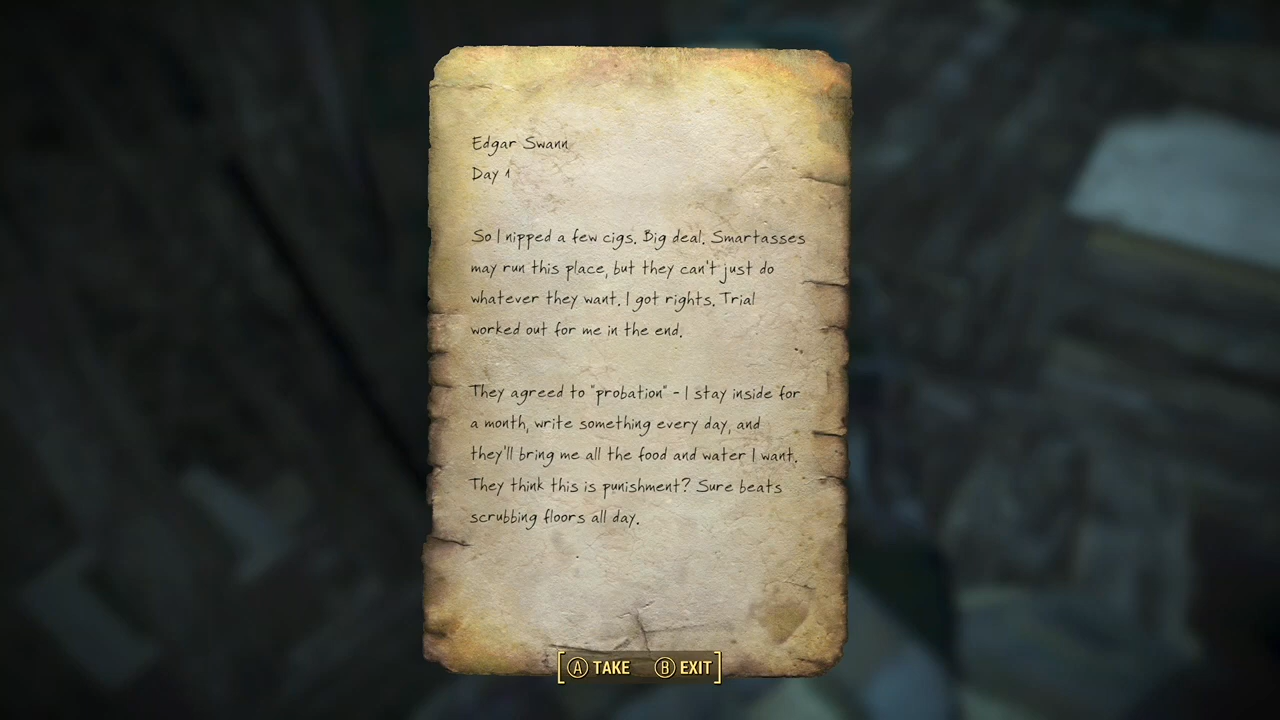 Edgar Swann
Day 1
So I nipped a few cigs. Big deal. Smartasses
may run this place, but they can't just do
whatever they want. I got rights. Trial
worked out for me in the end.
They agreed to "probation" - I stay inside for
a month, write something every day, and
they'll bring me all the food and water I want.
They think this is punishment? Sure beats
scrubbing floors all day.
[ A TAKE B EXIT ]